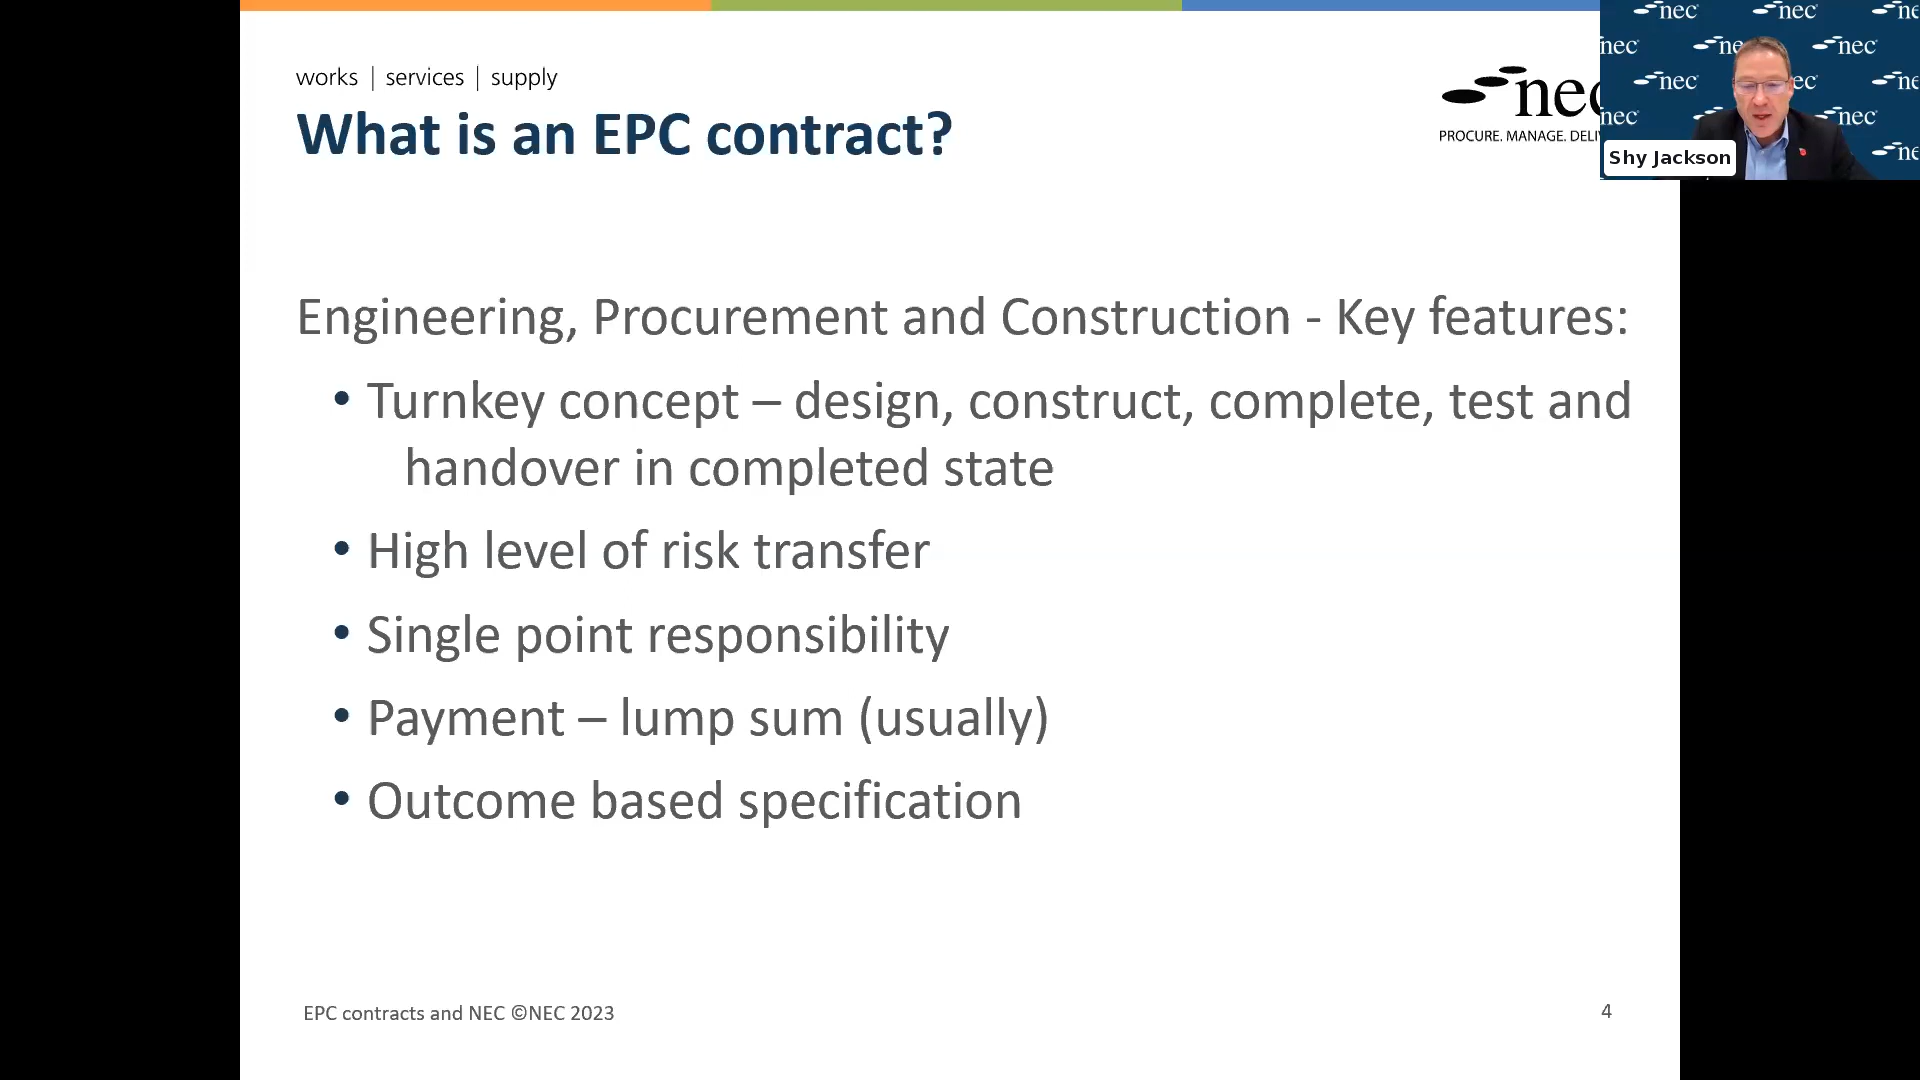 works | services | supply
What is an EPC contract?
nec
PROCURE. MANAGE.
Shy Jackson
Engineering, Procurement and Construction - Key features:
• Turnkey concept – design, construct, complete, test and
handover in completed state
• High level of risk transfer
• Single point responsibility
• Payment – lump sum (usually)
• Outcome based specification
EPC contracts and NEC ©NEC 2023
4